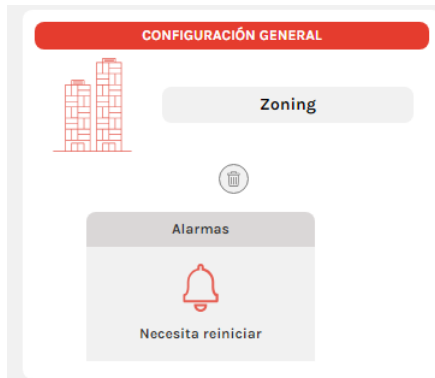 CONFIGURACIÓN GENERAL
Zoning
Alarmas
Necesita reiniciar